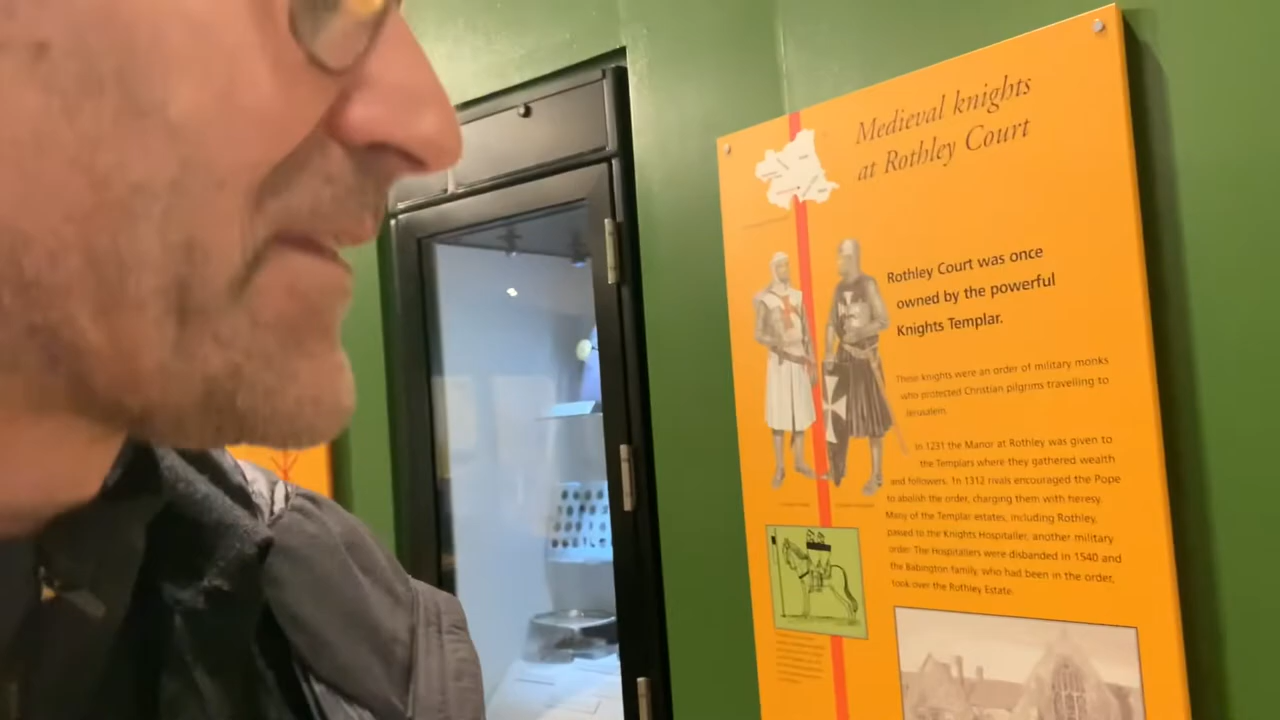 Medieval knights
at Rothley Court
Rothley Court was once
owned by the powerful
Knights Templar.
These knights were an order of military monks
who protected Christian pilgrims travelling to
Jerusalem.
In 1231 the Manor at Rothley was given to
the Templars where they gathered wealth
and followers. In 1312 rivals encouraged the Pope
to abolish the order, charging them with heresy.
Many of the Templar estates, including Rothley,
passed to the Knights Hospitaller, another military
order. The Hospitallers were disbanded in 1540 and
the Babington family, who had been in the order,
took over the Rothley Estate.